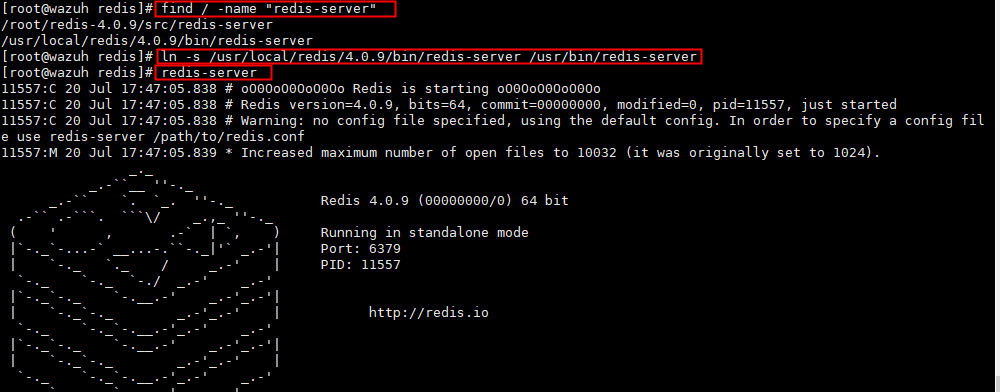 [root@wazuh redis]# find / -name "redis-server"
/root/redis-4.0.9/src/redis-server
/usr/local/redis/4.0.9/bin/redis-server
[root@wazuh redis]# ln -s /usr/local/redis/4.0.9/bin/redis-server /usr/bin/redis-server
[root@wazuh redis]# redis-server
11557:C 20 Jul 17:47:05.838 # oO0OoO0OoO0Oo Redis is starting oO0OoO0OoO0Oo
11557:C 20 Jul 17:47:05.838 # Redis version=4.0.9, bits=64, commit=00000000, modified=0, pid=11557, just started
11557:C 20 Jul 17:47:05.838 # Warning: no config file specified, using the default config. In order to specify a config fil
e use redis-server /path/to/redis.conf
11557:M 20 Jul 17:47:05.839 * Increased maximum number of open files to 10032 (it was originally set to 1024).
Redis 4.0.9 (00000000/0) 64 bit
Running in standalone mode
Port: 6379
PID: 11557
http://redis.io